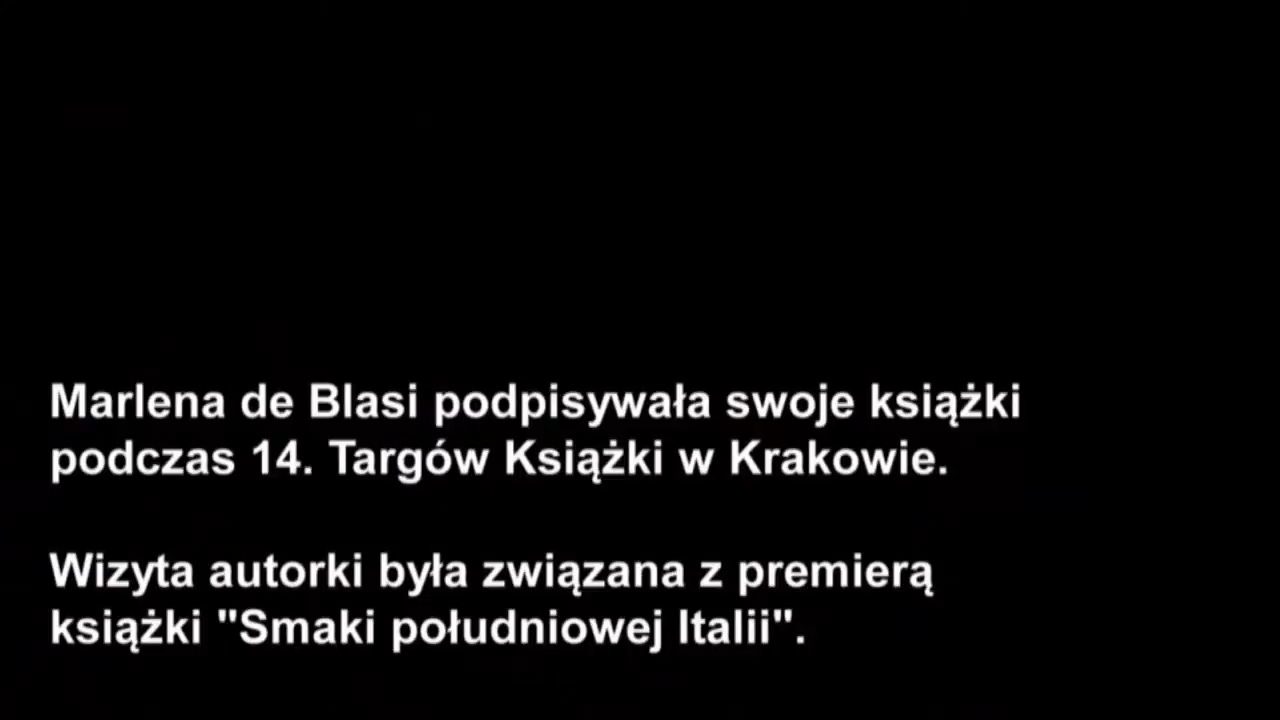 Marlena de Blasi podpisywała swoje książki
podczas 14. Targów Książki w Krakowie.
Wizyta autorki była związana z premierą
książki "Smaki południowej Italii".